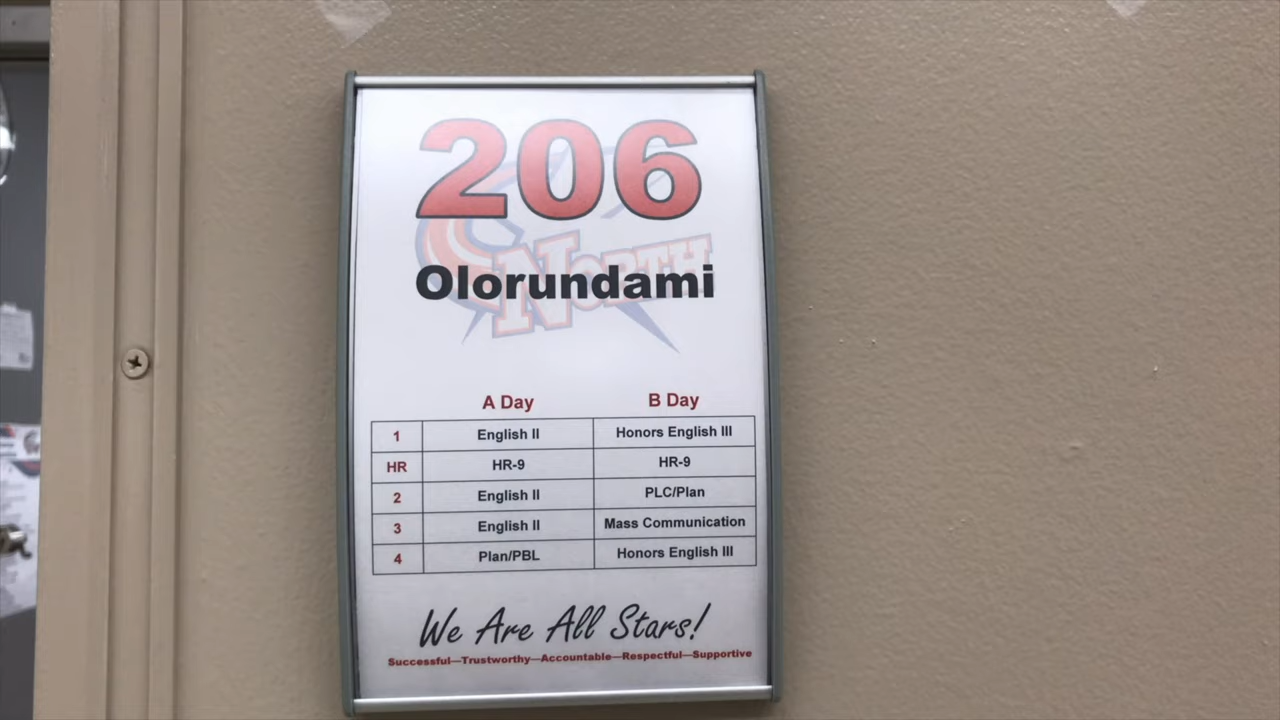 206
NORTH
Olorundami
A Day B Day
1 English II Honors English III
HR HR-9 HR-9
2 English II PLC/Plan
3 English II Mass Communication
4 Plan/PBL Honors English III
We Are All Stars!
Successful—Trustworthy—Accountable—Respectful—Supportive